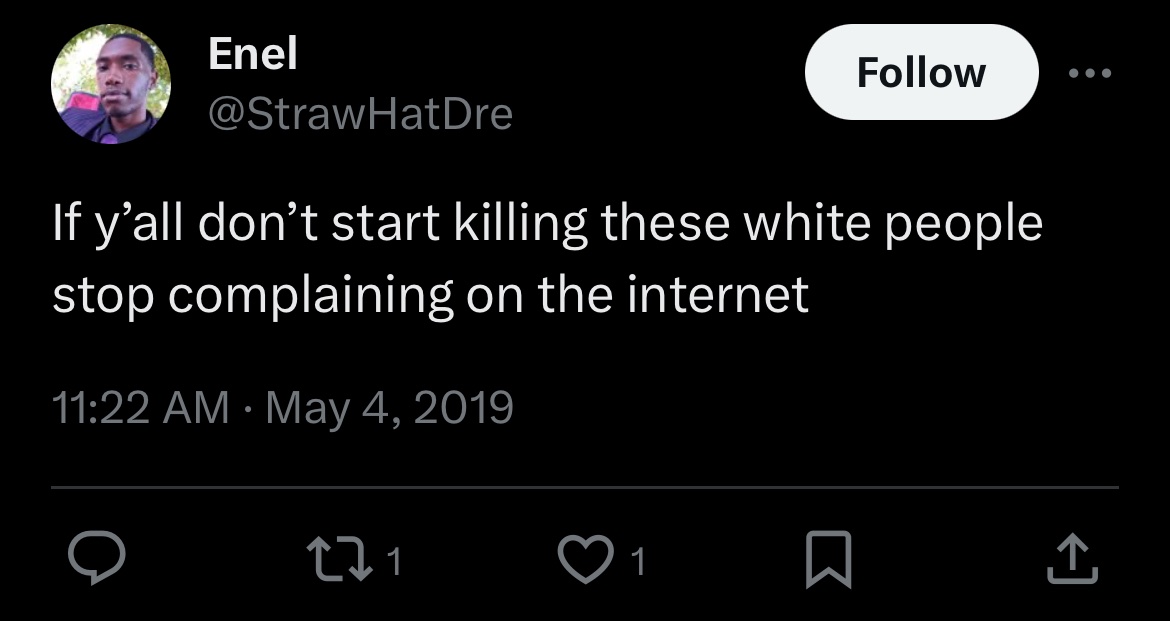 Enel
Follow
@StrawHatDre
If y’all don’t start killing these white people
stop complaining on the internet
11:22 AM · May 4, 2019
1
1